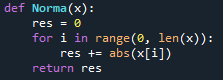 def Norma(x):
    res = 0
    for i in range(0, len(x)):
        res += abs(x[i])
    return res